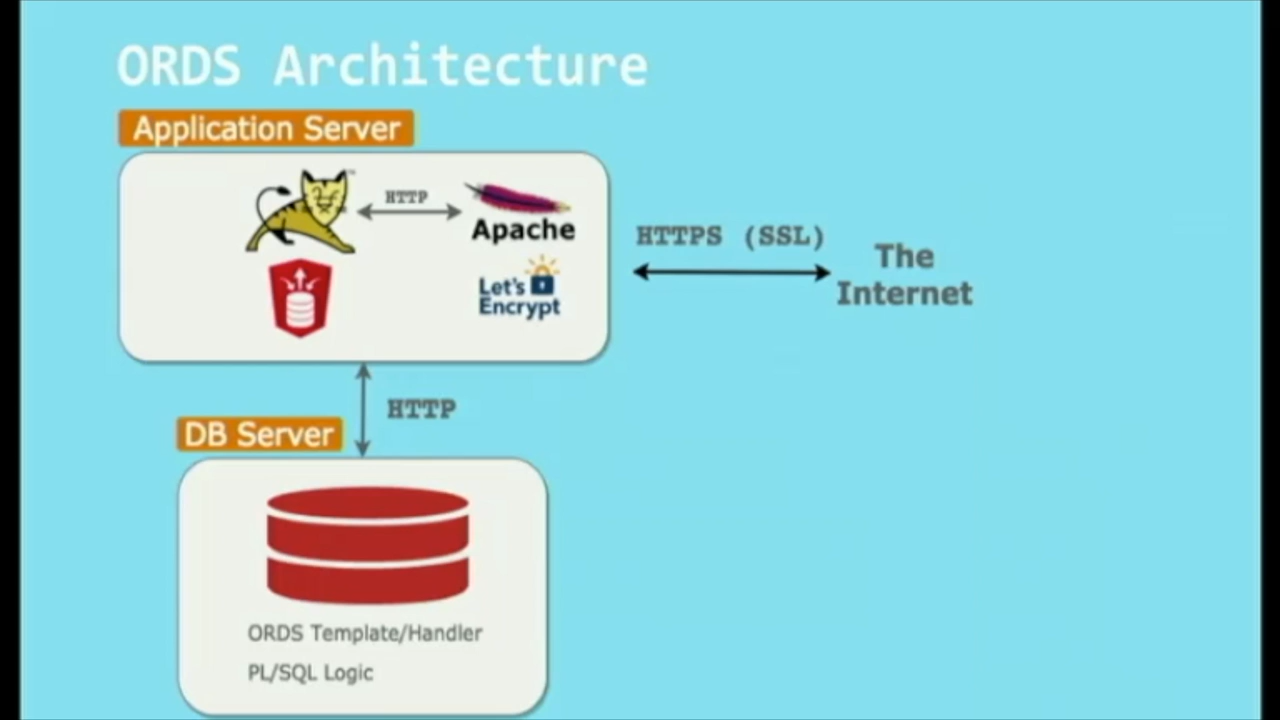 ORDS Architecture
Application Server
HTTP
Apache
Let's
Encrypt
HTTPS (SSL)
The
Internet
HTTP
DB Server
ORDS Template/Handler
PL/SQL Logic